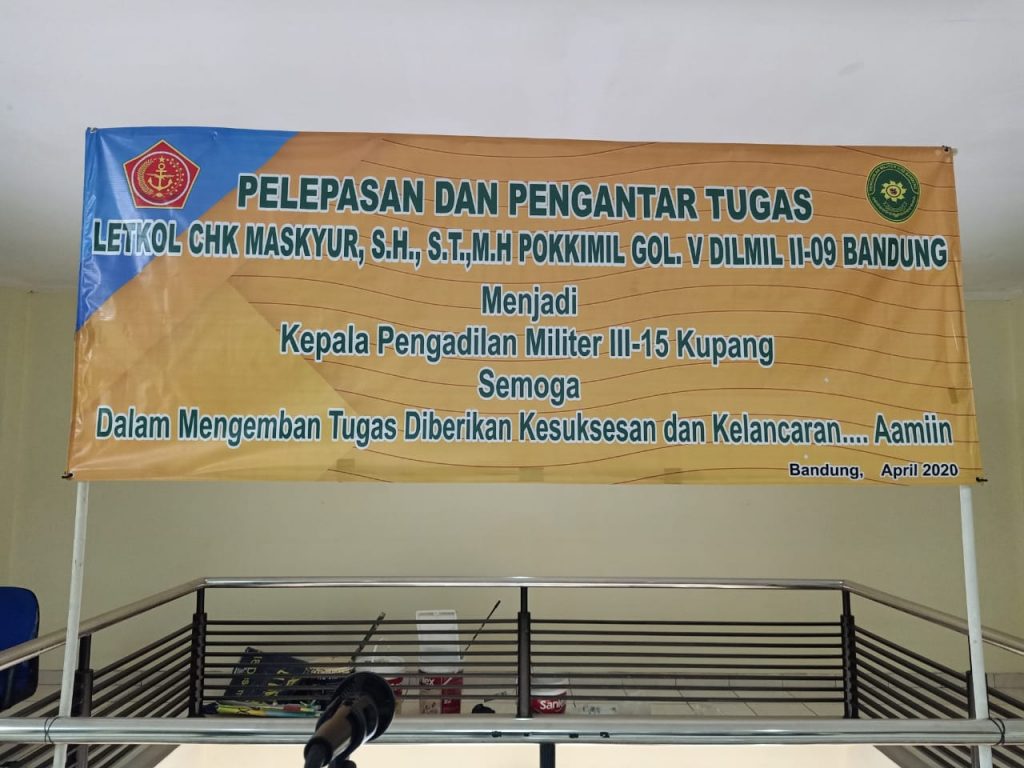 PELEPASAN DAN PENGANTAR TUGAS
LETKOL CHK MASKYUR, S.H., S.T.,M.H POKKIMIL GOL. V DILMIL II-09 BANDUNG
Menjadi
Kepala Pengadilan Militer III-15 Kupang
Semoga
Dalam Mengemban Tugas Diberikan Kesuksesan dan Kelancaran.... Aamiin
Bandung, April 2020